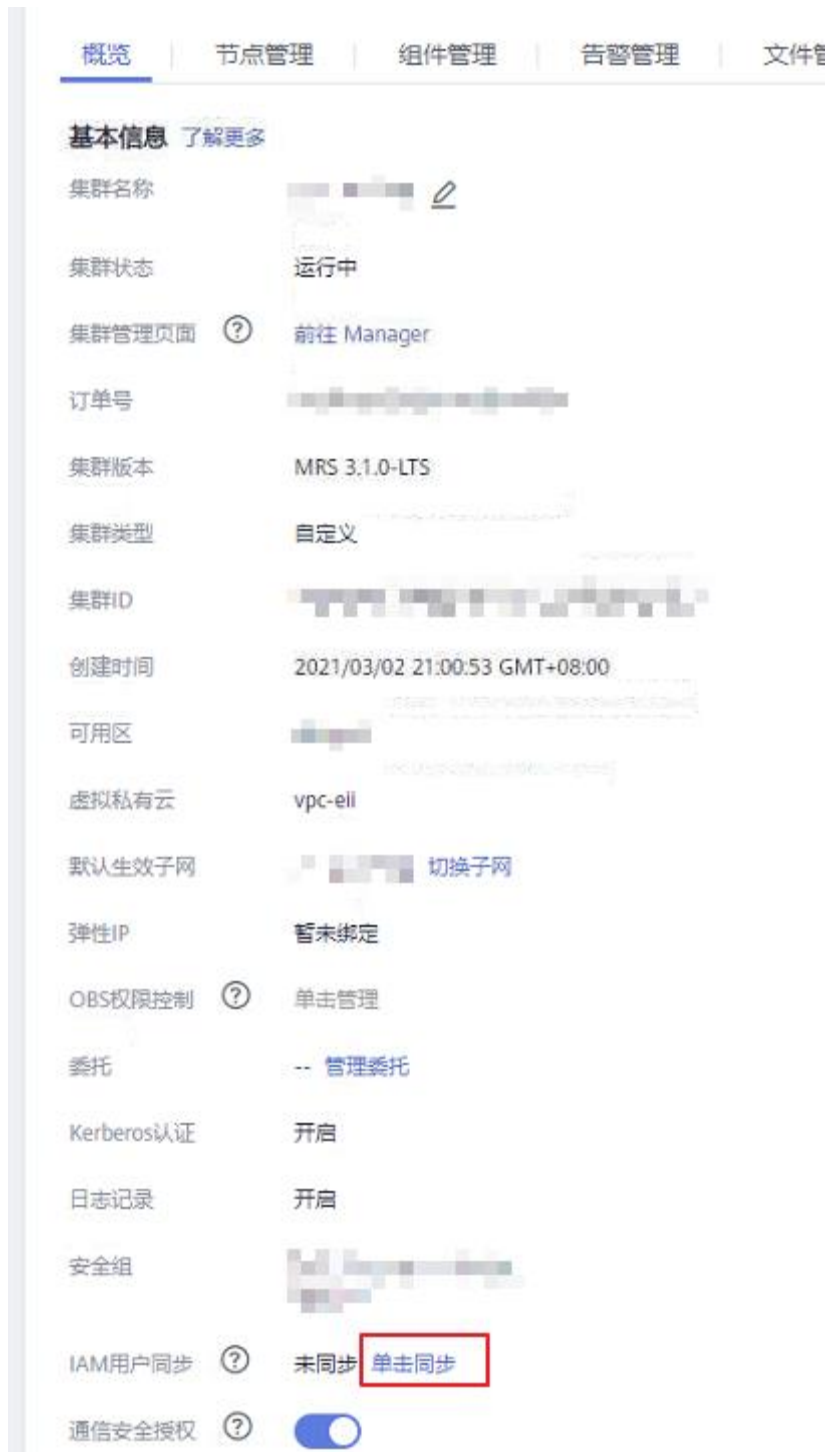 概览 节点管理 组件管理 告警管理 文件管
基本信息 了解更多
集群名称
集群状态 运行中
集群管理页面 ? 前往 Manager
订单号
集群版本 MRS 3.1.0-LTS
集群类型 自定义
集群ID
创建时间 2021/03/02 21:00:53 GMT+08:00
可用区
虚拟私有云 vpc-eii
默认生效子网 切换子网
弹性IP 暂未绑定
OBS权限控制 ? 单击管理
委托 -- 管理委托
Kerberos认证 开启
日志记录 开启
安全组
IAM用户同步 ? 未同步 单击同步
通信安全授权 ?